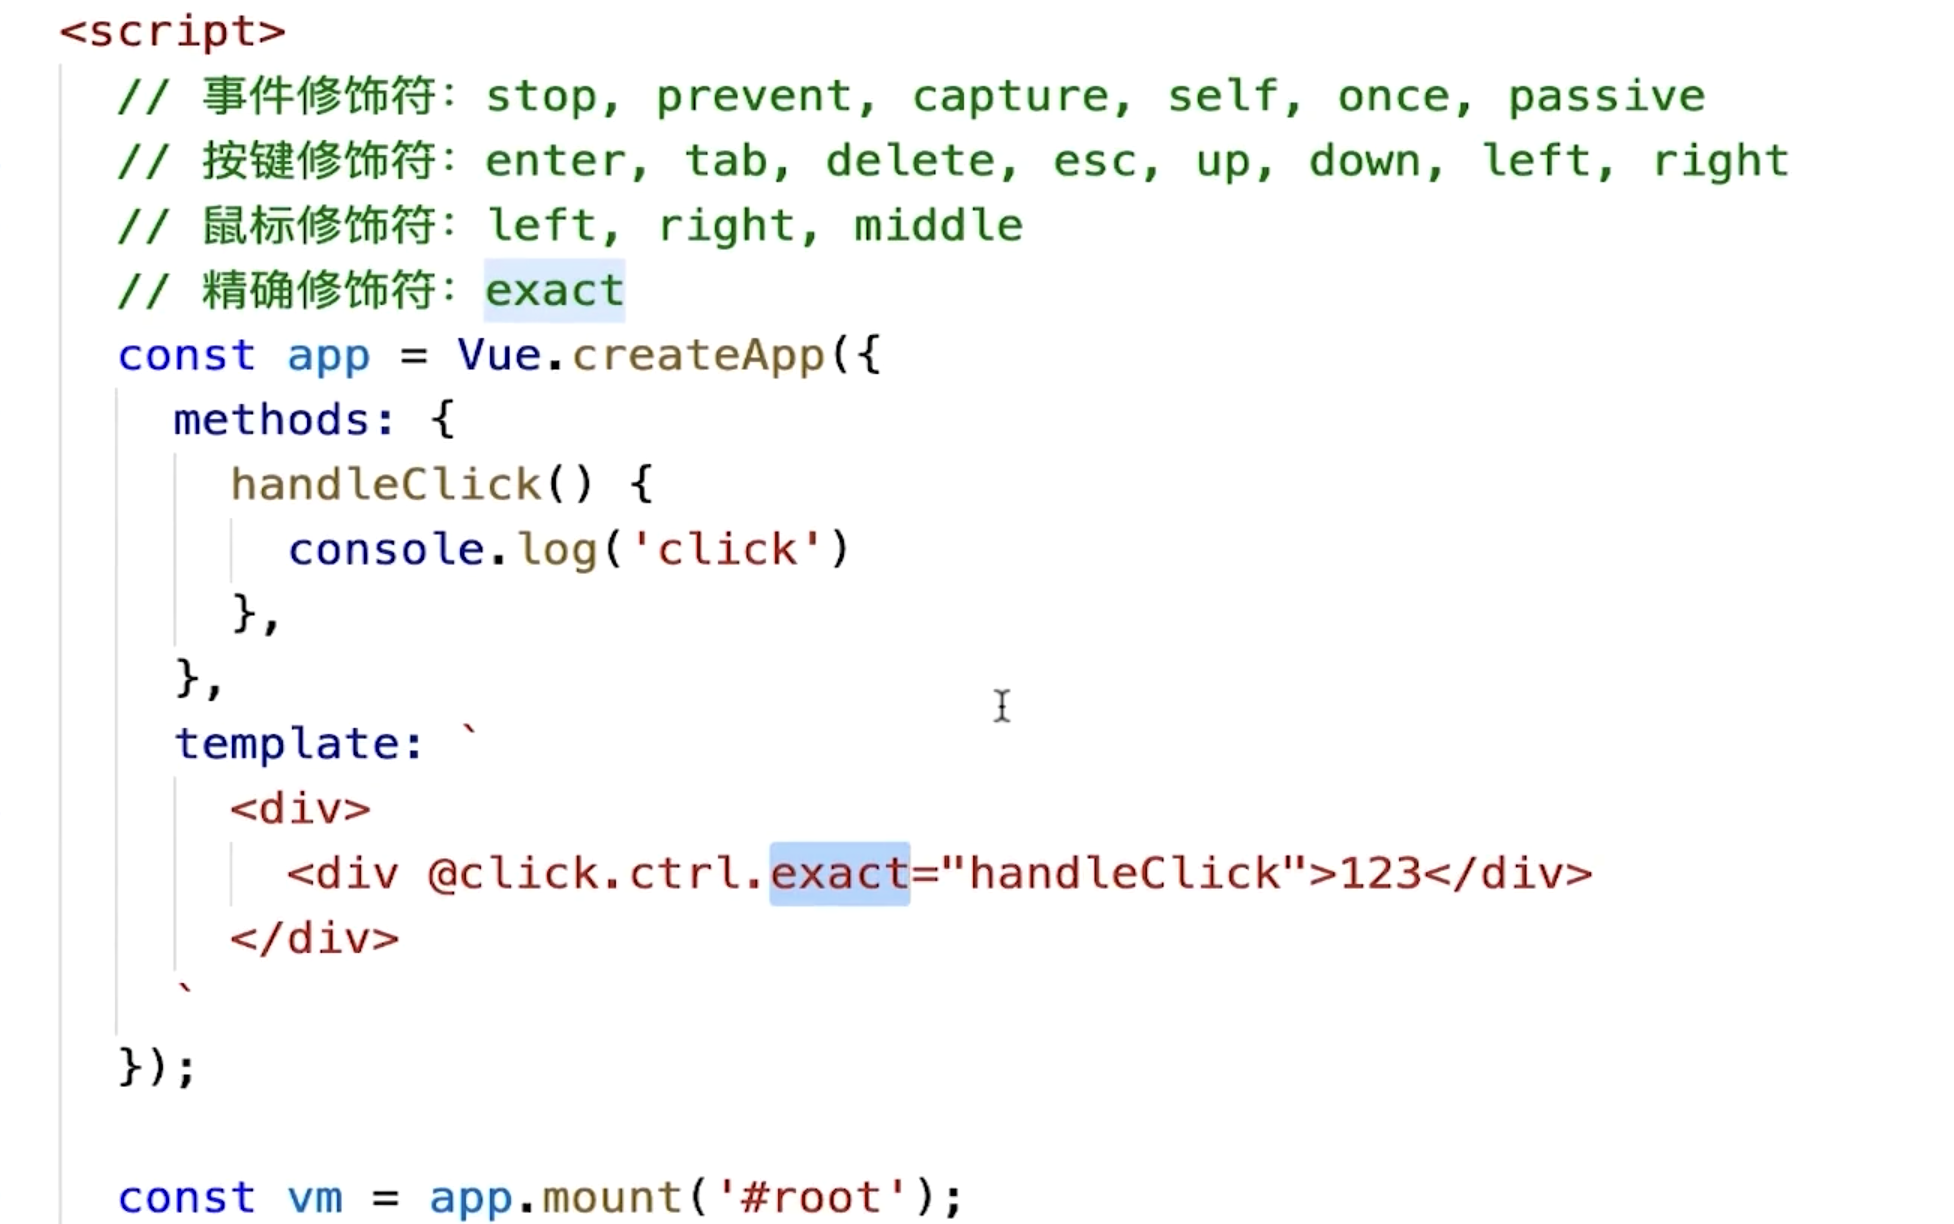 <script>
// 事件修饰符：stop, prevent, capture, self, once, passive
// 按键修饰符：enter, tab, delete, esc, up, down, left, right
// 鼠标修饰符：left, right, middle
// 精确修饰符：exact
const app = Vue.createApp({
methods: {
handleClick() {
console.log('click')
},
},
template: `
<div>
<div @click.ctrl.exact="handleClick">123</div>
</div>
`
});
const vm = app.mount('#root');